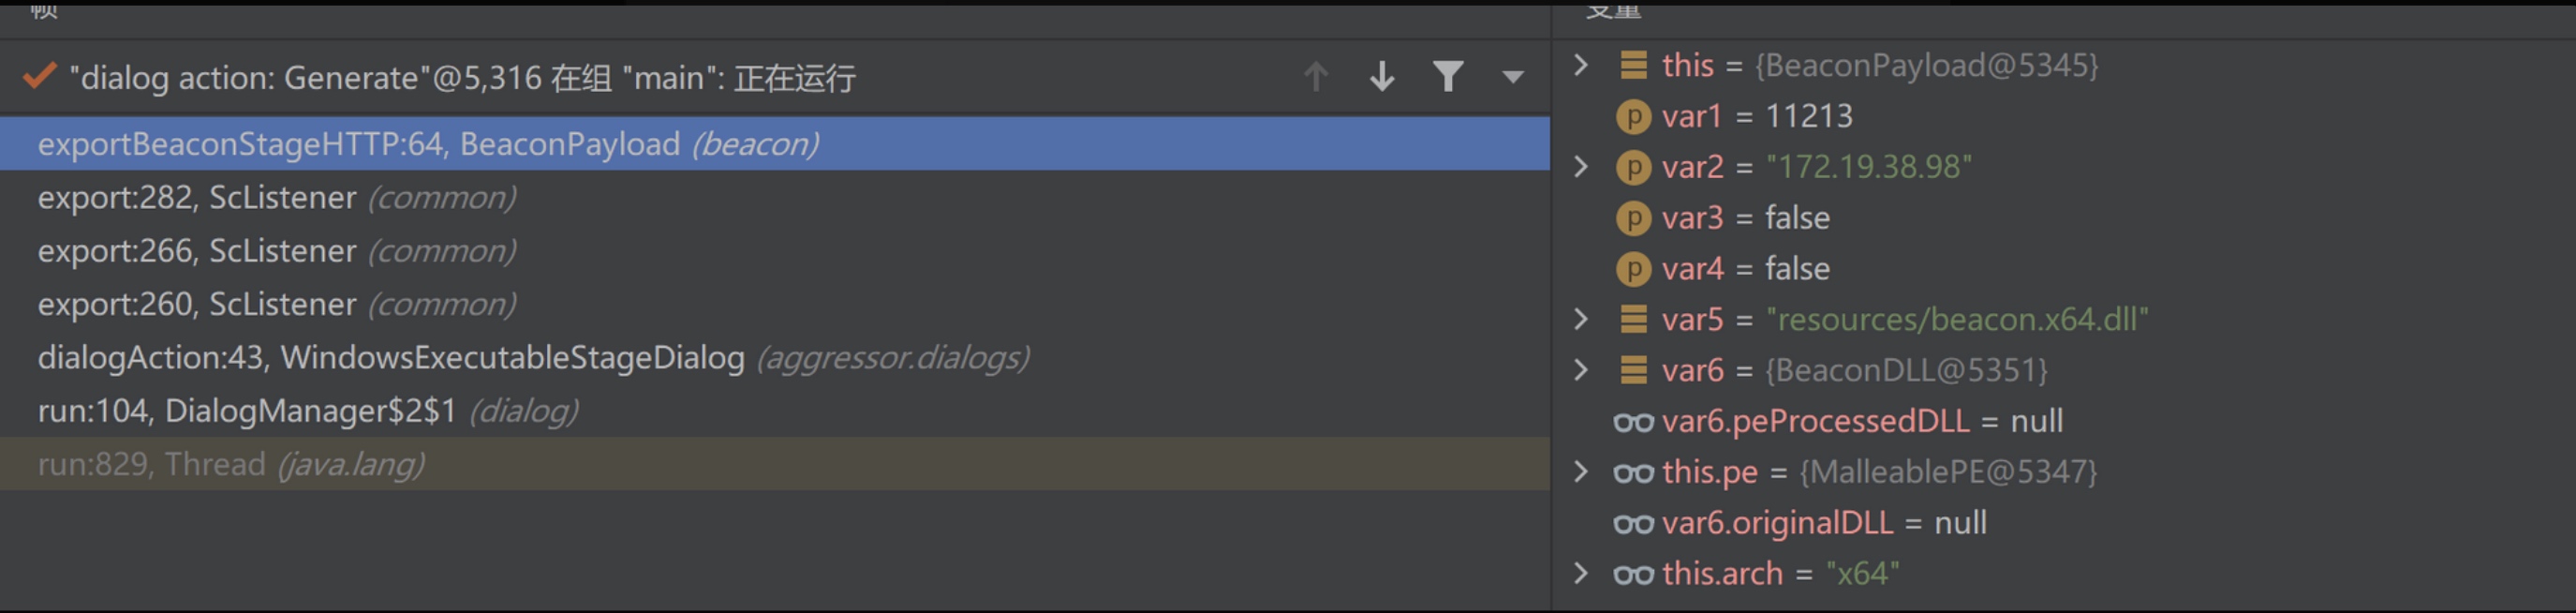 帧
"dialog action: Generate"@5,316 在组 "main": 正在运行
exportBeaconStageHTTP:64, BeaconPayload (beacon)
export:282, ScListener (common)
export:266, ScListener (common)
export:260, ScListener (common)
dialogAction:43, WindowsExecutableStageDialog (aggressor.dialogs)
run:104, DialogManager$2$1 (dialog)
run:829, Thread (java.lang)
变量
this = {BeaconPayload@5345}
p var1 = 11213
p var2 = "172.19.38.98"
p var3 = false
p var4 = false
var5 = "resources/beacon.x64.dll"
var6 = {BeaconDLL@5351}
var6.peProcessedDLL = null
this.pe = {MalleablePE@5347}
var6.originalDLL = null
this.arch = "x64"